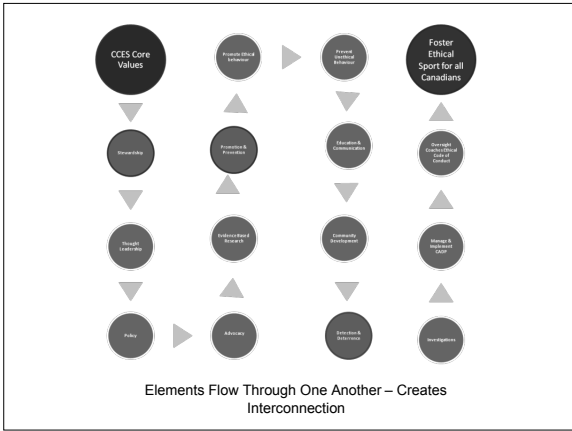 CCES Core
Values
Stewardship
Thought
Leadership
Policy
Advocacy
Evidence Based
Research
Promotion &
Prevention
Promote Ethical
Behaviour
Prevent
Unethical
Behaviour
Education &
Communication
Community
Development
Detection &
Deterrence
Investigations
Manage &
Implement
CADP
Oversight
Coaches Ethical
Code of
Conduct
Foster
Ethical
Sport for all
Canadians
Elements Flow Through One Another – Creates
Interconnection